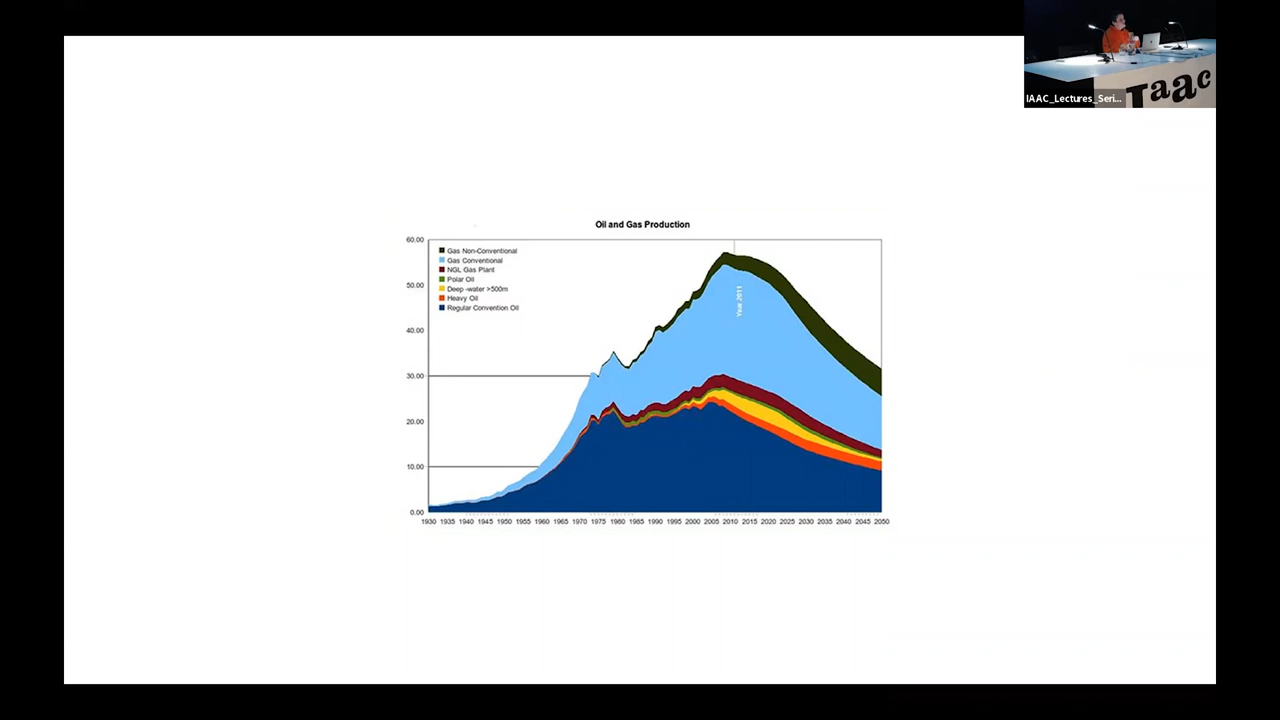 IAAC_Lectures_Seri...
Iaac
Oil and Gas Production
60.00
50.00
40.00
30.00
20.00
10.00
0.00
Gas Non-Conventional
Gas Conventional
NGL Gas Plant
Polar Oil
Deep -water >500m
Heavy Oil
Regular Convention Oil
Year 2011
1930 1935 1940 1945 1950 1955 1960 1965 1970 1975 1980 1985 1990 1995 2000 2005 2010 2015 2020 2025 2030 2035 2040 2045 2050